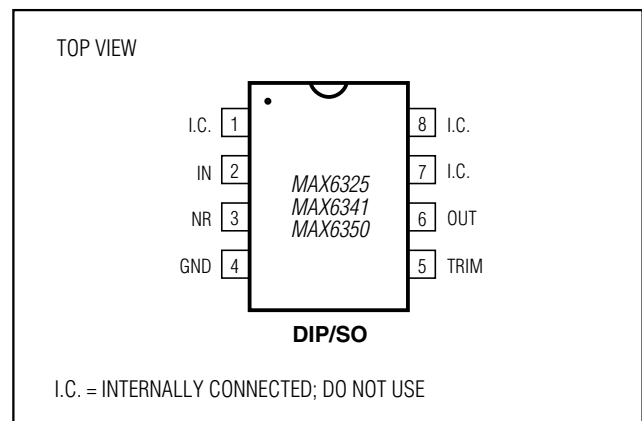 TOP VIEW
I.C. 1
IN 2
NR 3
GND 4
MAX6325
MAX6341
MAX6350
8 I.C.
7 I.C.
6 OUT
5 TRIM
DIP/SO
I.C. = INTERNALLY CONNECTED; DO NOT USE